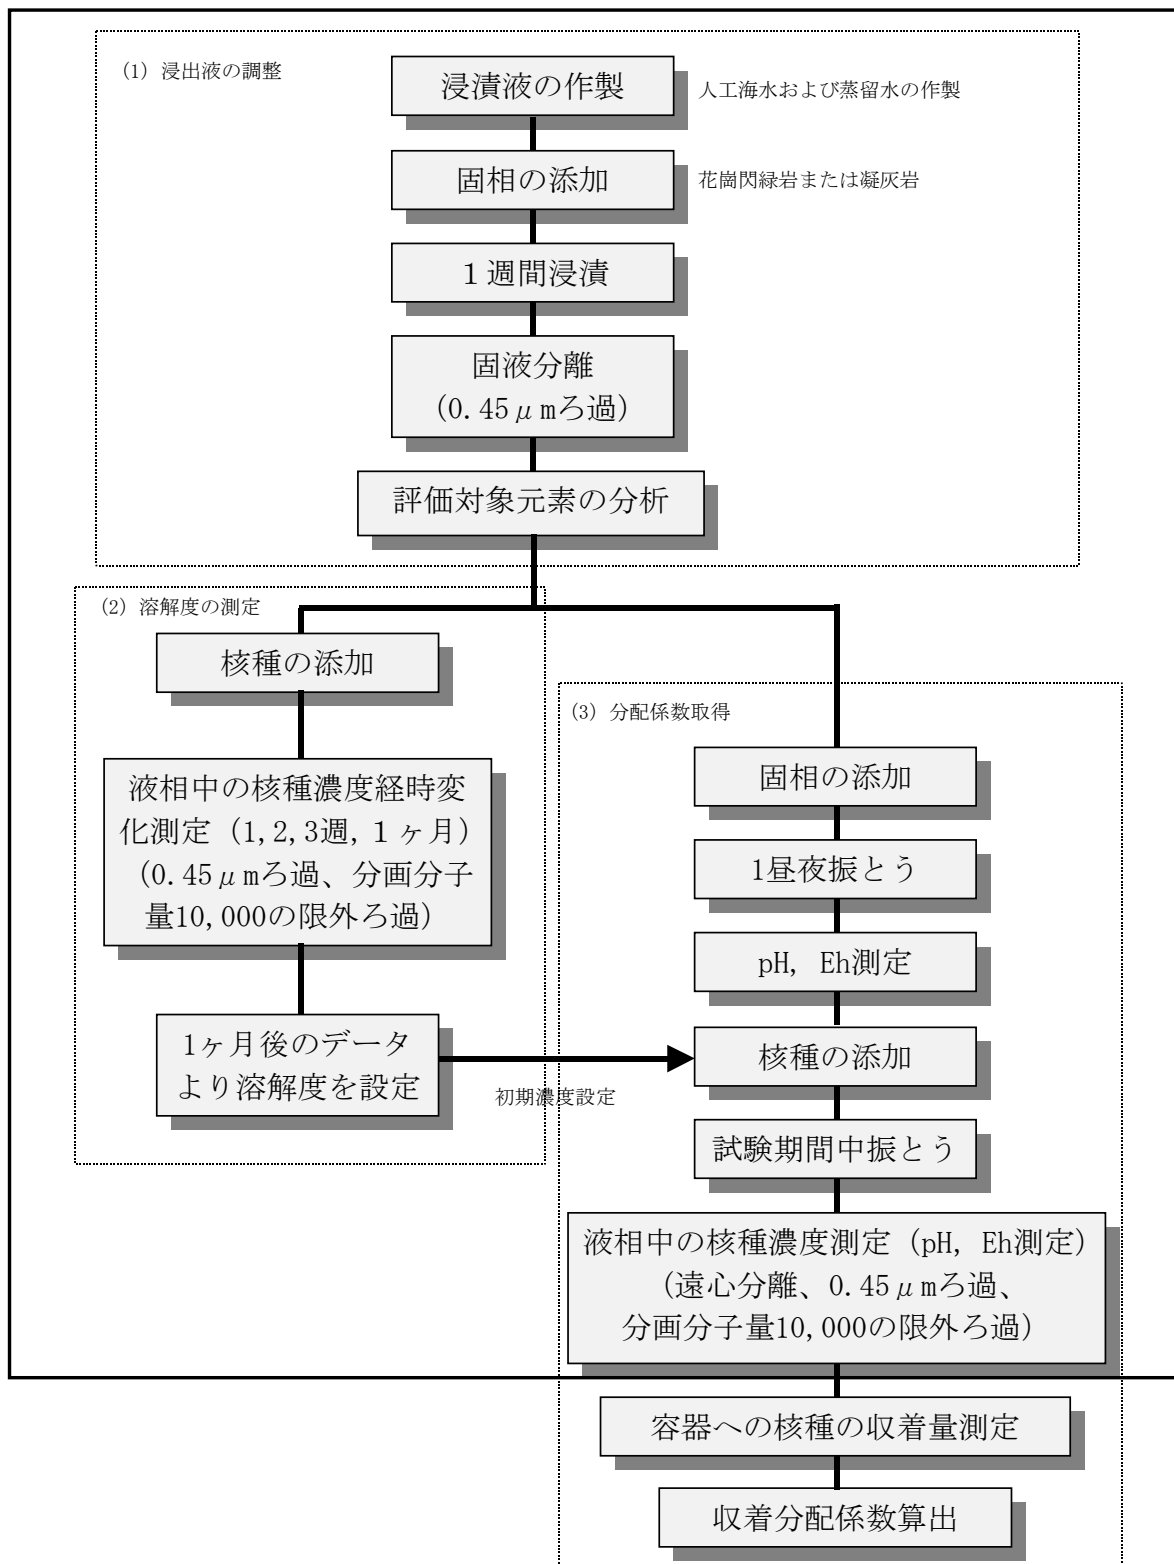 (1) 浸出液の調整
浸漬液の作製
人工海水および蒸留水の作製
固相の添加
花崗閃緑岩または凝灰岩
１週間浸漬
固液分離
(0.45μmろ過)
評価対象元素の分析
(2) 溶解度の測定
核種の添加
液相中の核種濃度経時変
化測定 (1,2,3週,１ヶ月)
(0.45μmろ過、分画分子
量10,000の限外ろ過)
1ヶ月後のデータ
より溶解度を設定
初期濃度設定
(3) 分配係数取得
固相の添加
1昼夜振とう
pH, Eh測定
核種の添加
試験期間中振とう
液相中の核種濃度測定 (pH, Eh測定)
(遠心分離、0.45μmろ過、
分画分子量10,000の限外ろ過)
容器への核種の収着量測定
収着分配係数算出